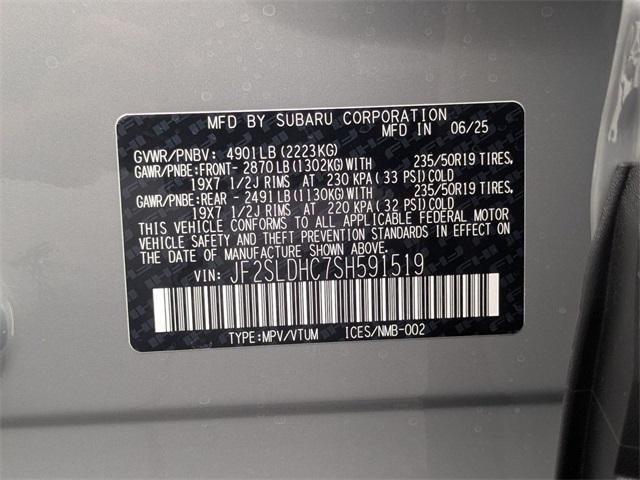 MFD BY SUBARU CORPORATION
MFD IN 06/25
GVWR/PNBV: 4901LB(2223KG)
GAWR/PNBE:FRONT- 2870LB(1302KG)WITH 235/50R19 TIRES,
19X7 1/2J RIMS AT 230 KPA(33 PSI)COLD
GAWR/PNBE:REAR - 2491LB(1130KG)WITH 235/50R19 TIRES,
19X7 1/2J RIMS AT 220 KPA(32 PSI)COLD
THIS VEHICLE CONFORMS TO ALL APPLICABLE FEDERAL MOTOR
VEHICLE SAFETY AND THEFT PREVENTION STANDARDS IN EFFECT
ON THE DATE OF MANUFACTURE SHOWN ABOVE.
VIN: JF2SLDHC7SH591519
TYPE:MPV/VTUM ICES/NMB-002